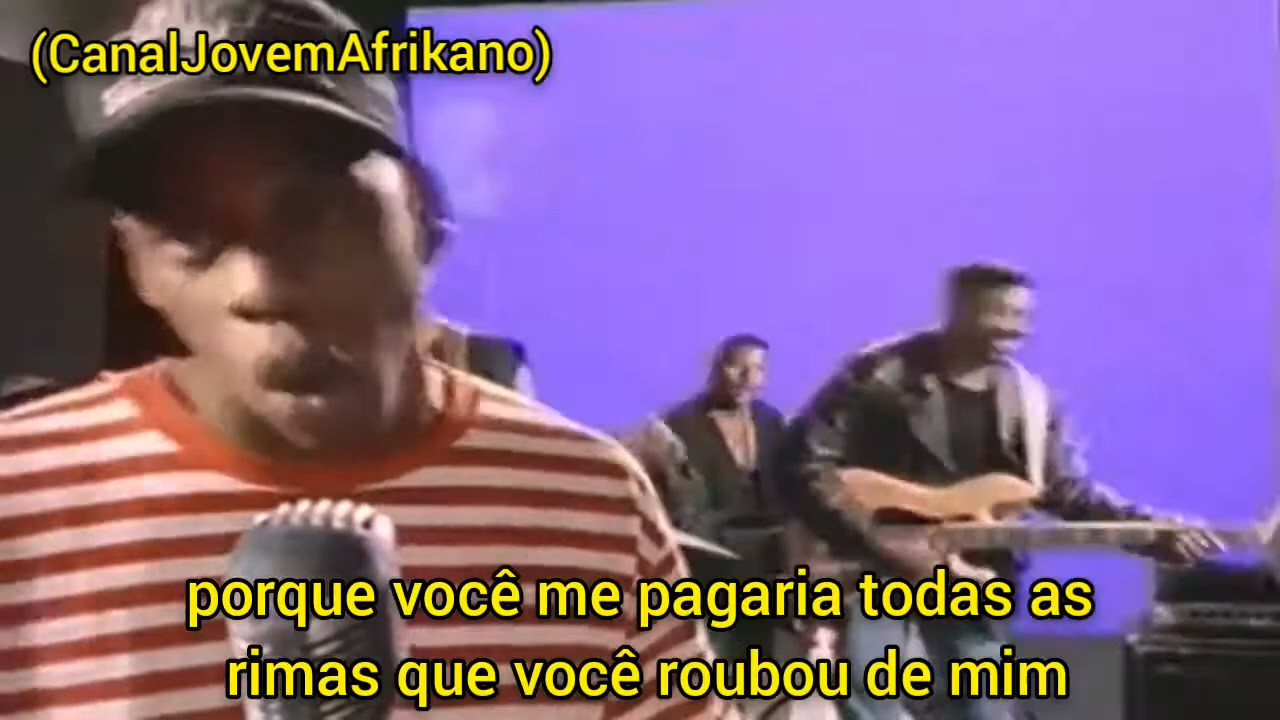 (CanalJovemAfrikano)
porque você me pagaria todas as
rimas que você roubou de mim